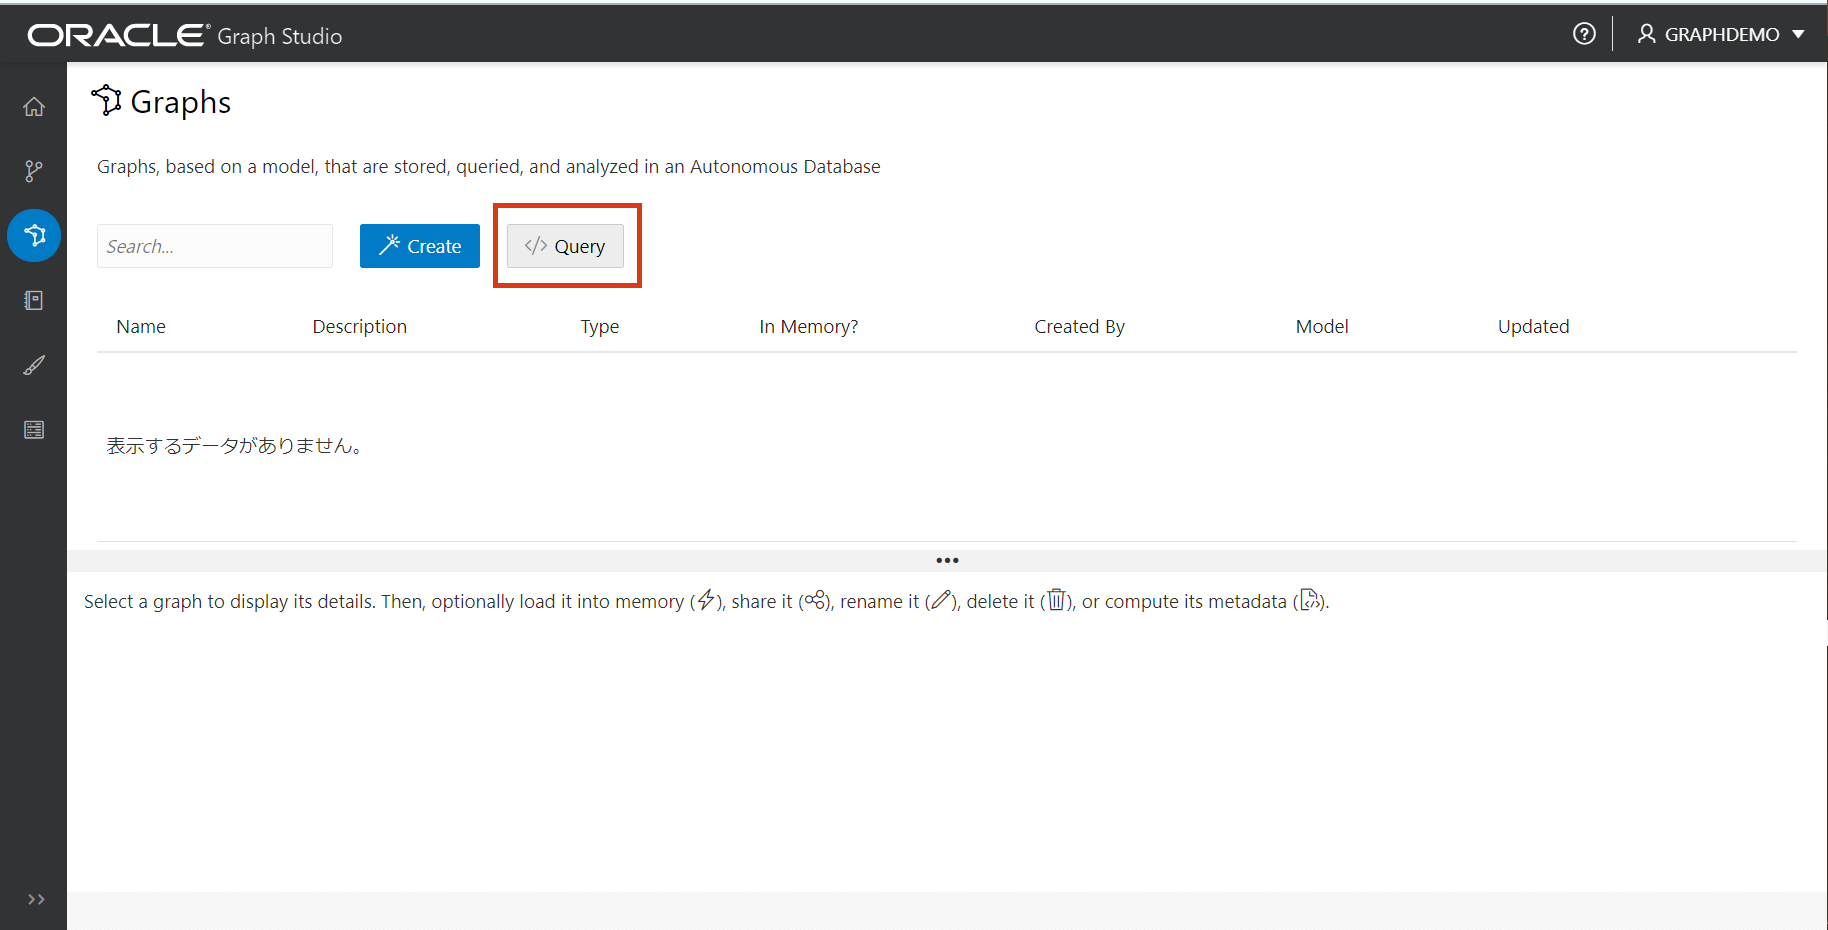 ORACLE® Graph Studio
GRAPHDEMO
Graphs
Graphs, based on a model, that are stored, queried, and analyzed in an Autonomous Database
Search...
Create
</> Query
Name Description Type In Memory? Created By Model Updated
表示するデータがありません。
Select a graph to display its details. Then, optionally load it into memory (), share it (), rename it (), delete it (), or compute its metadata ().